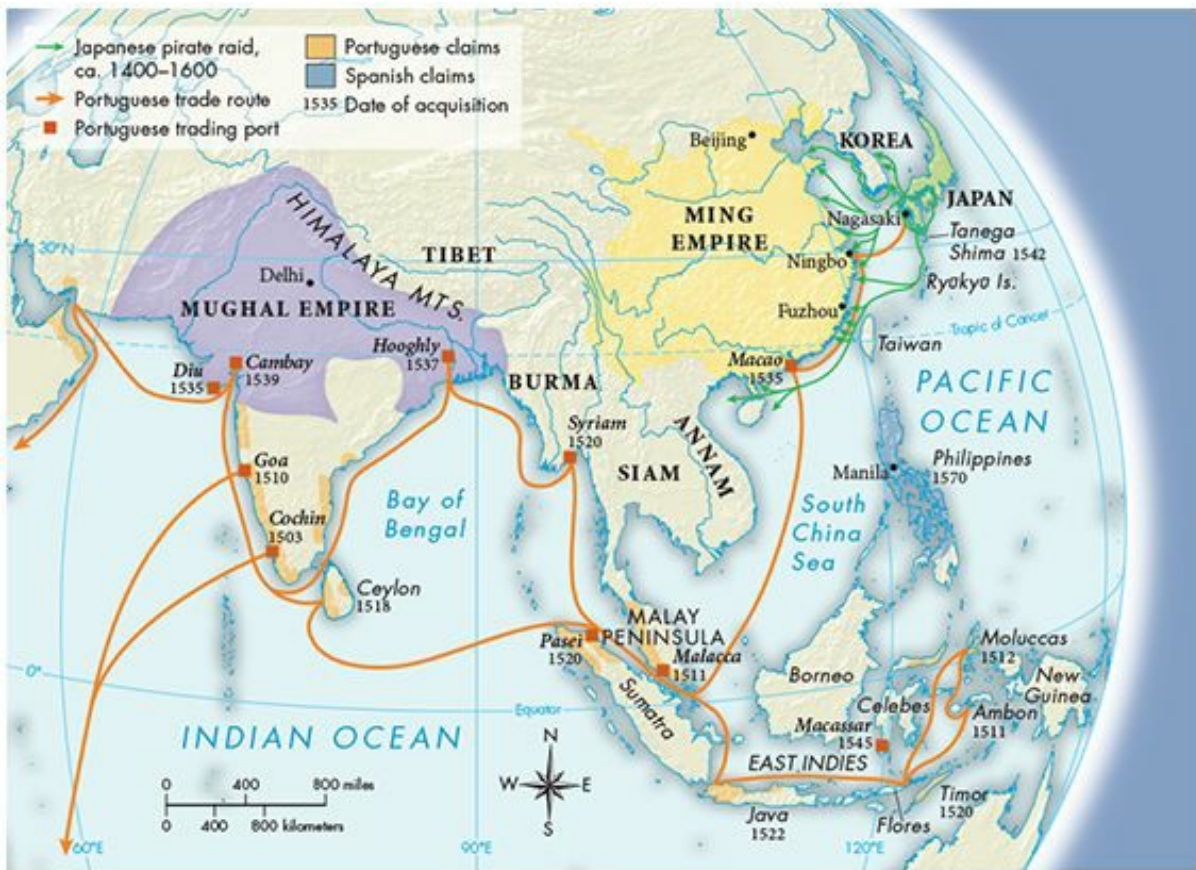 Japanese pirate raid,
ca. 1400–1600
Portuguese trade route
Portuguese trading port
Portuguese claims
Spanish claims
1535 Date of acquisition
Beijing
KOREA
JAPAN
Nagasaki
Tanega
Shima 1542
MING
EMPIRE
Ningbo
Ryōkyō Is.
Fuzhou
Tropic of Cancer
Taiwan
30°N
HIMALAYA MTS.
TIBET
Delhi
MUGHAL EMPIRE
Diu
1535
Cambay
1539
Hooghly
1537
BURMA
Macao
1535
PACIFIC
OCEAN
Syriam
1520
SIAM
ANNAM
Manila
Philippines
1570
Goa
1510
Bay of
Bengal
South
China
Sea
Cochin
1503
Ceylon
1518
MALAY
PENINSULA
Pasei
1520
Malacca
1511
Moluccas
1512
Borneo
New
Guinea
0°
Sumatra
Celebes
Ambon
1511
Equator
INDIAN OCEAN
Macassar
1545
EAST INDIES
N
W
E
S
0 400 800 miles
0 400 800 kilometers
Java
1522
Flores
Timor
1520
60°E
90°E
120°E